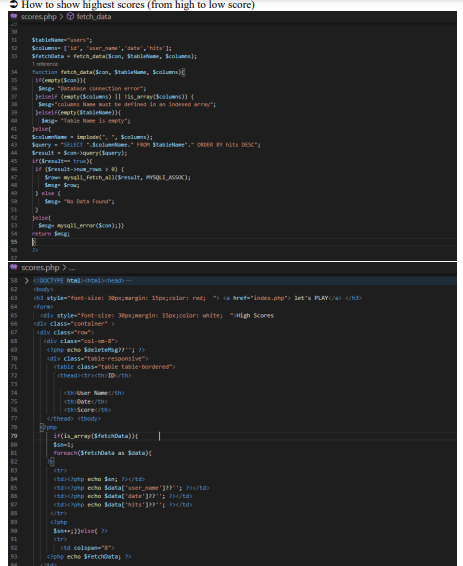 ➲ How to show highest scores (from high to low score)
scores.php > fetch_data
30
31 $tableName="users";
32 $columns= ['id', 'user_name','date','hits'];
33 $fetchData = fetch_data($con, $tableName, $columns);
1 reference
34 function fetch_data($con, $tableName, $columns){
35 if(empty($con)){
36 $msg= "Database connection error";
37 }elseif (empty($columns) || !is_array($columns)) {
38 $msg="columns Name must be defined in an indexed array";
39 }elseif(empty($tableName)){
40 $msg= "Table Name is empty";
41 }else{
42 $columnName = implode(", ", $columns);
43 $query = "SELECT ".$columnName." FROM $tableName"." ORDER BY hits DESC";
44 $result = $con->query($query);
45 if($result== true){
46 if ($result->num_rows > 0) {
47 $row= mysqli_fetch_all($result, MYSQLI_ASSOC);
48 $msg= $row;
49 } else {
50 $msg= "No Data Found";
51 }
52 }else{
53 $msg= mysqli_error($con);}}
54 return $msg;
55 }
56 ?>
scores.php > ...
58 <!DOCTYPE html><html><head>...
62 <body>
63 <h3 style="font-size: 30px;margin: 15px;color: red; "> <a href="index.php"> let's PLAY</a> </h3>
64 <form>
65 <div style="font-size: 30px;margin: 15px;color: white; ">High Scores
66 <div class="container" >
67 <div class="row">
68 <div class="col-sm-8">
69 <?php echo $deleteMsg??''; ?>
70 <div class="table-responsive">
71 <table class="table table-bordered">
72 <thead><tr><th>ID</th>
73
74 <th>User Name</th>
75 <th>Date</th>
76 <th>Score</th>
77 </thead> <tbody>
78 <?php
79 if(is_array($fetchData)){
80 $sn=1;
81 foreach($fetchData as $data){
82 ?>
83 <tr>
84 <td><?php echo $sn; ?></td>
85 <td><?php echo $data['user_name']??''; ?></td>
86 <td><?php echo $data['date']??''; ?></td>
87 <td><?php echo $data['hits']??''; ?></td>
88 </tr>
89 <?php
90 $sn++;}}else{ ?>
91 <tr>
92 <td colspan="8">
93 <?php echo $fetchData; ?>
94 </td>